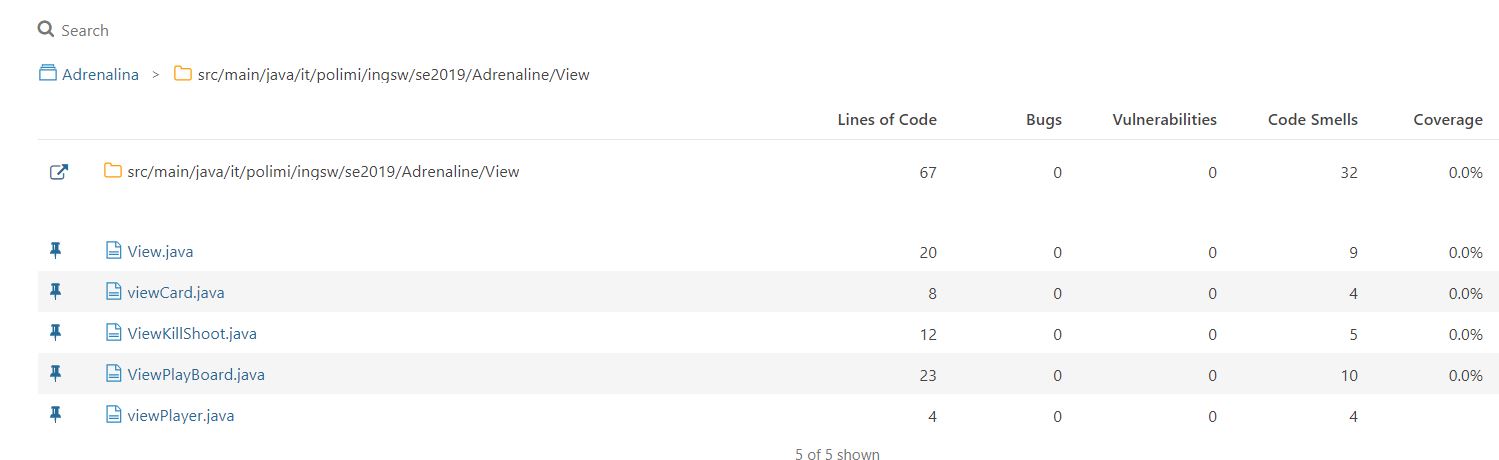 Search
Adrenalina > src/main/java/it/polimi/ingsw/se2019/Adrenaline/View
Lines of Code Bugs Vulnerabilities Code Smells Coverage
src/main/java/it/polimi/ingsw/se2019/Adrenaline/View 67 0 0 32 0.0%
View.java 20 0 0 9 0.0%
viewCard.java 8 0 0 4 0.0%
ViewKillShoot.java 12 0 0 5 0.0%
ViewPlayBoard.java 23 0 0 10 0.0%
viewPlayer.java 4 0 0 4
5 of 5 shown